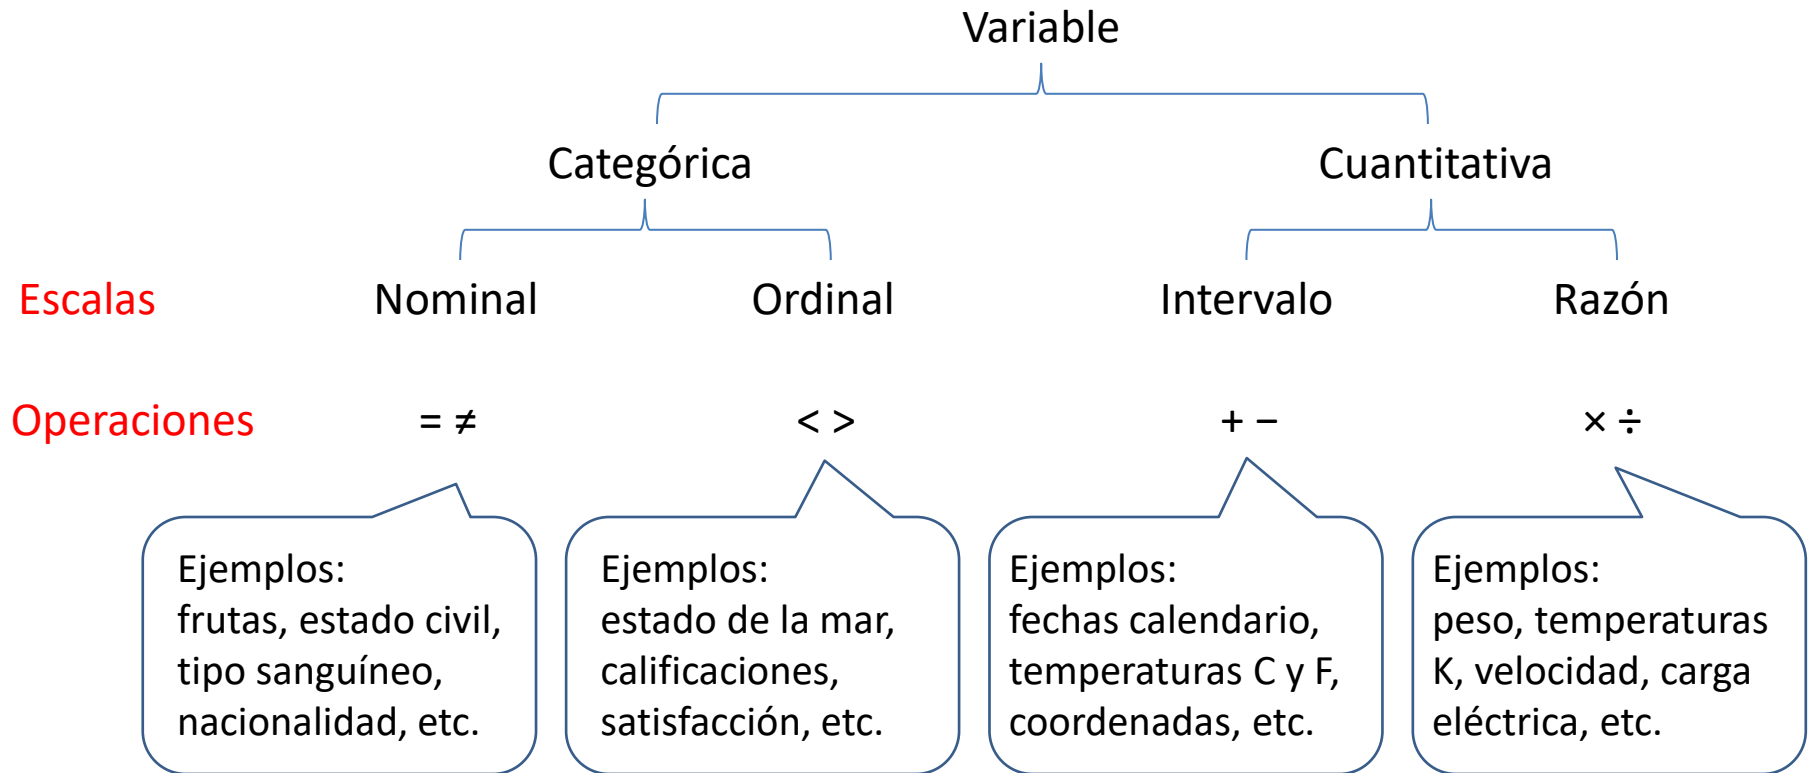 Variable
Categórica Cuantitativa
Escalas Nominal Ordinal Intervalo Razón
Operaciones = ≠ < > + − × ÷
Ejemplos:
frutas, estado civil,
tipo sanguíneo,
nacionalidad, etc.
Ejemplos:
estado de la mar,
calificaciones,
satisfacción, etc.
Ejemplos:
fechas calendario,
temperaturas C y F,
coordenadas, etc.
Ejemplos:
peso, temperaturas
K, velocidad, carga
eléctrica, etc.